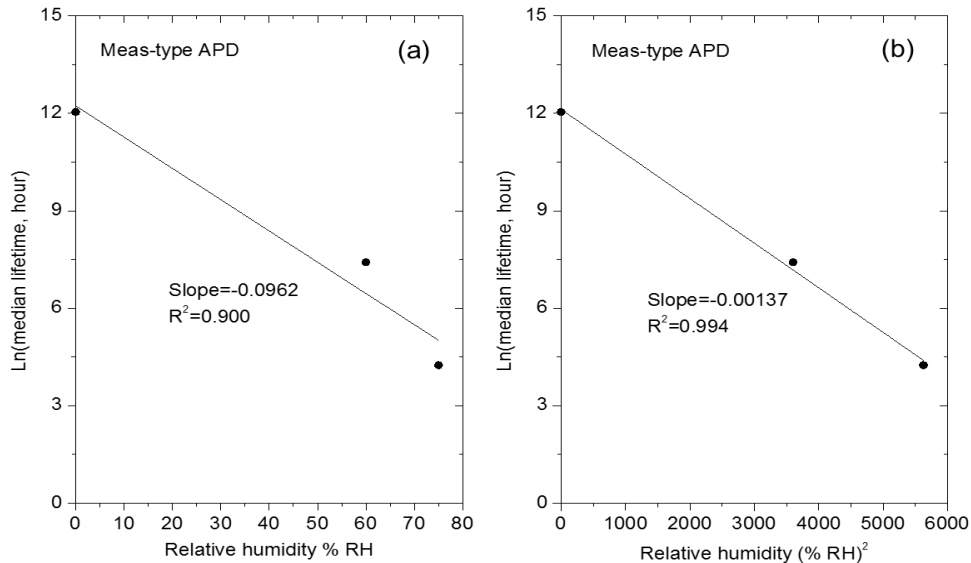 Meas-type APD
(a)
Slope=-0.0962
R²=0.900
Ln(median lifetime, hour)
15
12
9
6
3
0
0 10 20 30 40 50 60 70 80
Relative humidity % RH
Meas-type APD
(b)
Slope=-0.00137
R²=0.994
Ln(median lifetime, hour)
15
12
9
6
3
0
0 1000 2000 3000 4000 5000 6000
Relative humidity (% RH)²